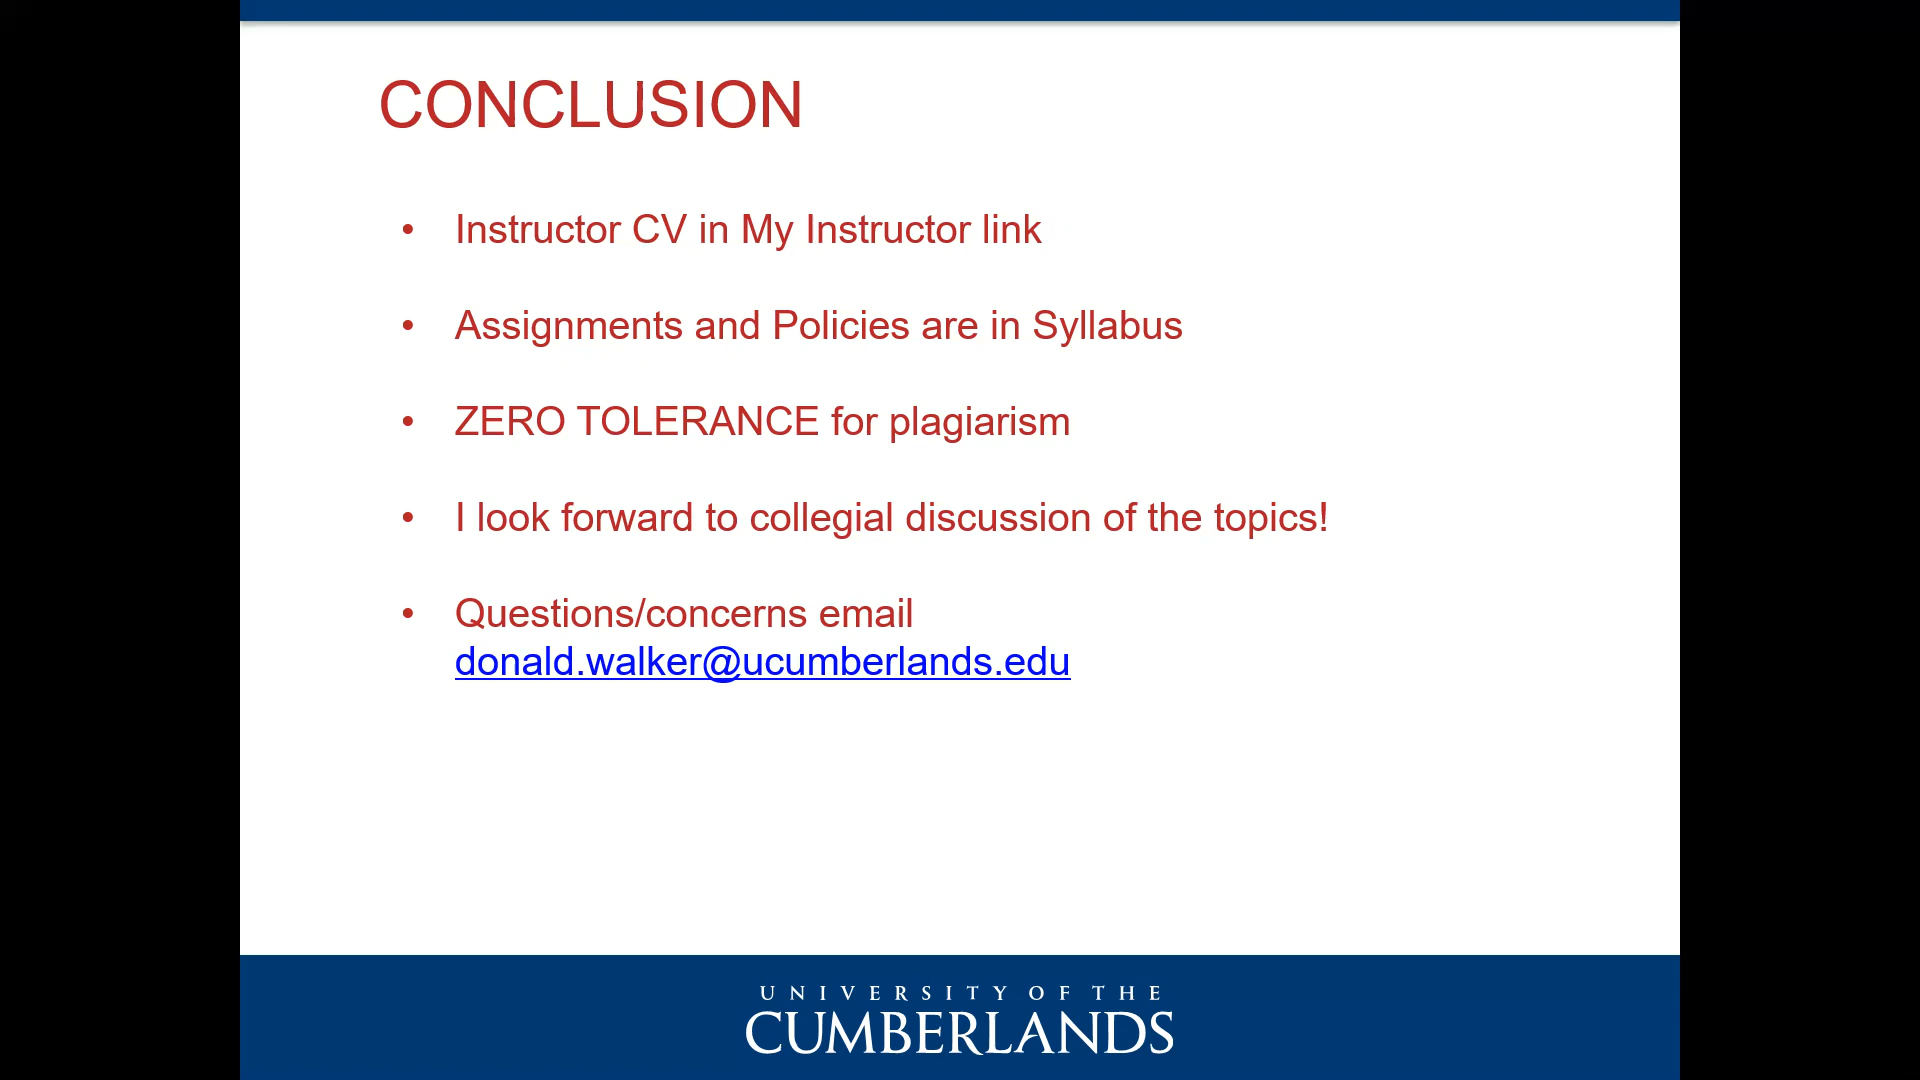 CONCLUSION
• Instructor CV in My Instructor link
• Assignments and Policies are in Syllabus
• ZERO TOLERANCE for plagiarism
• I look forward to collegial discussion of the topics!
• Questions/concerns email
donald.walker@ucumberlands.edu
UNIVERSITY OF THE
CUMBERLANDS